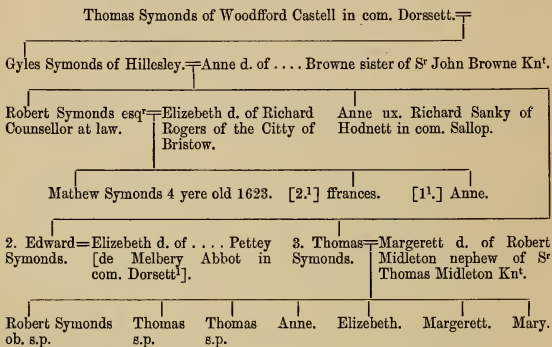 Thomas Symonds of Woodfford Castell in com. Dorssett.
Gyles Symonds of Hillesley. Anne d. of .... Browne sister of Sʳ John Browne Knᵗ.
Robert Symonds esqʳ
Counsellor at law.
Elizebeth d. of Richard
Rogers of the Citty of
Bristow.
Anne ux. Richard Sanky of
Hodnett in com. Sallop.
Mathew Symonds 4 yere old 1623. [2.¹] ffrances. [1¹.] Anne.
2. Edward=
Symonds.
Elizebeth d. of .... Pettey
[de Melbery Abbot in
com. Dorsett¹].
3. Thomas
Symonds.
Margerett d. of Robert
Midleton nephew of Sʳ
Thomas Midleton Knᵗ.
Robert Symonds
ob. s.p.
Thomas
s.p.
Thomas
s.p.
Anne. Elizebeth. Margerett. Mary.